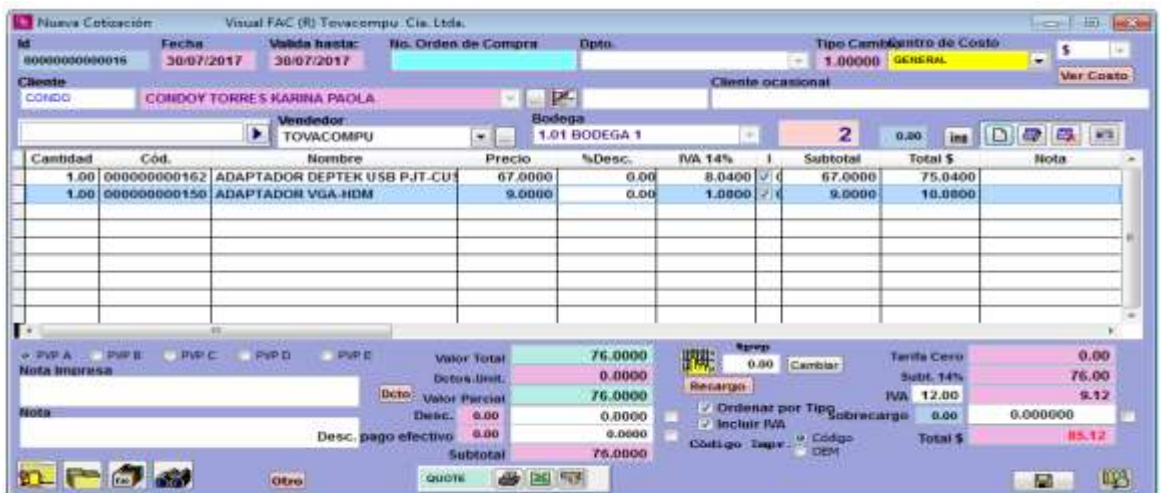 Nueva Cotización Visual FAC (R) Tovacompu Cia. Ltda.
Id Fecha Valida hasta: No. Orden de Compra Dpto. Tipo Cambi Centro de Costo
00000000000016 30/07/2017 30/07/2017 1.00000 GENERAL $
Ver Costo
Cliente Cliente ocasional
CONDO CONDOY TORRES KARINA PAOLA
Vendedor Bodega
TOVACOMPU 1.01 BODEGA 1 2 0.00 ins
Cantidad Cód. Nombre Precio %Desc. IVA 14% I Subtotal Total $ Nota
1.00 000000000162 ADAPTADOR DEPTEK USB PJT-CUS 67.0000 0.00 8.0400 67.0000 75.0400
1.00 000000000150 ADAPTADOR VGA-HDM 9.0000 0.00 1.0800 9.0000 10.0800
PVP A PVP B PVP C PVP D PVP E Valor Total 76.0000 0.00 Cambiar Tarifa Cero 0.00
Nota Impresa Dctos.Unit. 0.0000 Recargo Subt. 14% 76.00
Dcto Valor Parcial 76.0000 IVA 12.00 9.12
Nota Desc. 0.00 0.0000 Ordenar por Tipo Sobrecargo 0.00 0.000000
Incluir IVA
Desc. pago efectivo 0.00 0.0000 Código Impr. Código Total $ 85.12
OEM
Subtotal 76.0000
Otro QUOTE